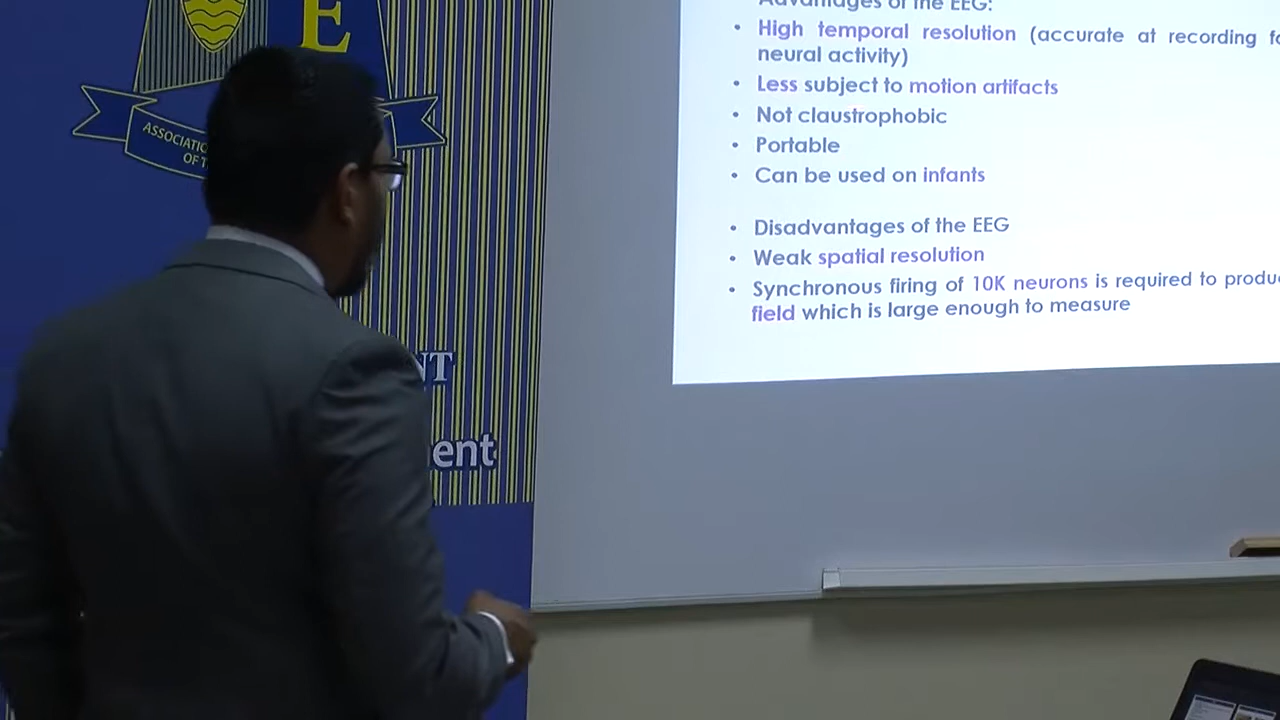 E
ASSOCIATIO
OF T
NT
ent
Advantages of the EEG:
• High temporal resolution (accurate at recording fo
neural activity)
• Less subject to motion artifacts
• Not claustrophobic
• Portable
• Can be used on infants
• Disadvantages of the EEG
• Weak spatial resolution
• Synchronous firing of 10K neurons is required to produ
field which is large enough to measure